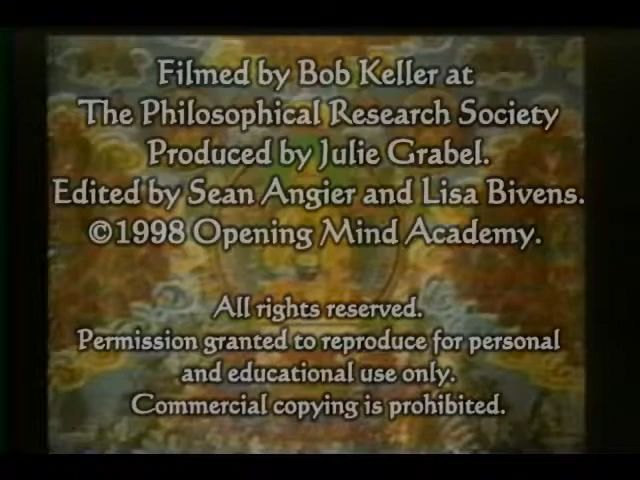 Filmed by Bob Keller at
The Philosophical Research Society
Produced by Julie Grabel.
Edited by Sean Angier and Lisa Bivens.
©1998 Opening Mind Academy.
All rights reserved.
Permission granted to reproduce for personal
and educational use only.
Commercial copying is prohibited.